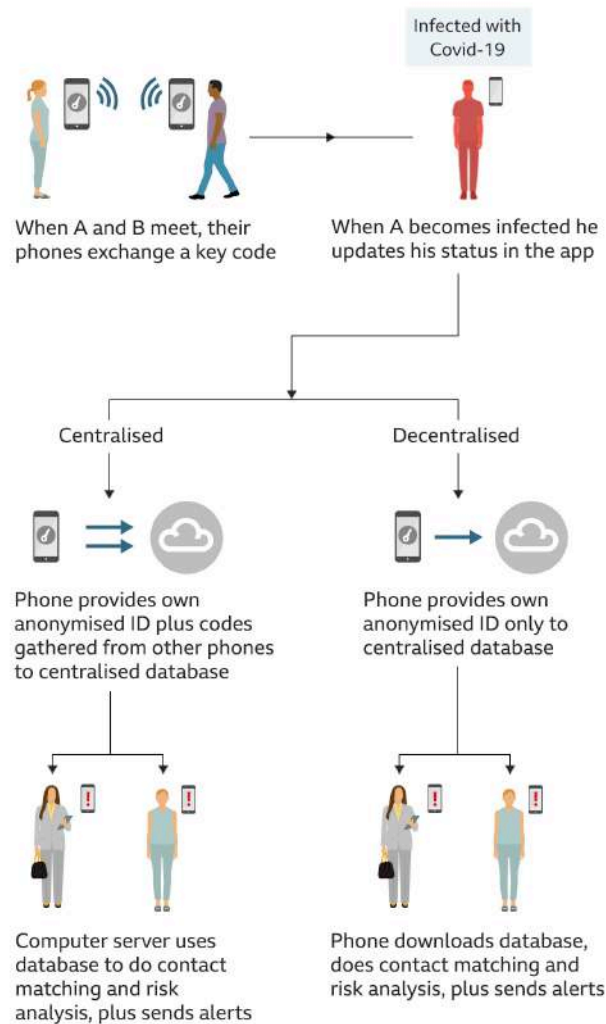 Infected with
Covid-19
When A and B meet, their
phones exchange a key code
When A becomes infected he
updates his status in the app
Centralised
Decentralised
Phone provides own
anonymised ID plus codes
gathered from other phones
to centralised database
Phone provides own
anonymised ID only to
centralised database
Computer server uses
database to do contact
matching and risk
analysis, plus sends alerts
Phone downloads database,
does contact matching and
risk analysis, plus sends alerts